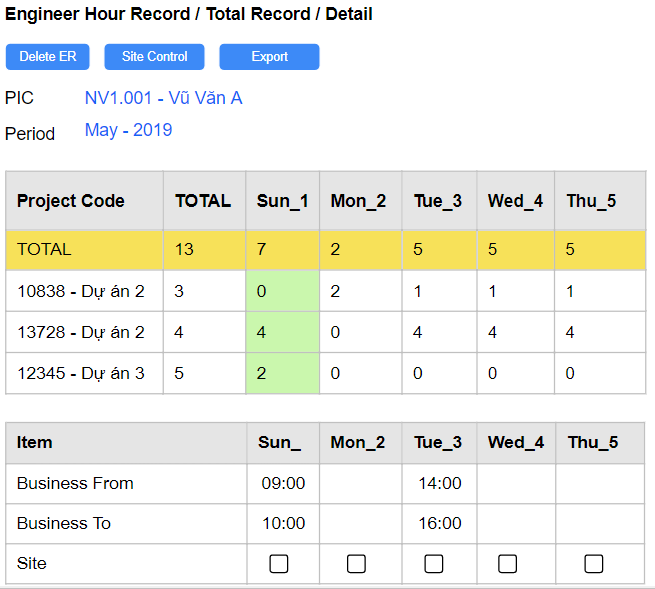 Engineer Hour Record / Total Record / Detail
Delete ER Site Control Export
PIC NV1.001 - Vũ Văn A
Period May - 2019
Project Code TOTAL Sun_1 Mon_2 Tue_3 Wed_4 Thu_5
TOTAL 13 7 2 5 5 5
10838 - Dự án 2 3 0 2 1 1 1
13728 - Dự án 2 4 4 0 4 4 4
12345 - Dự án 3 5 2 0 0 0 0
Item Sun_ Mon_2 Tue_3 Wed_4 Thu_5
Business From 09:00 14:00
Business To 10:00 16:00
Site